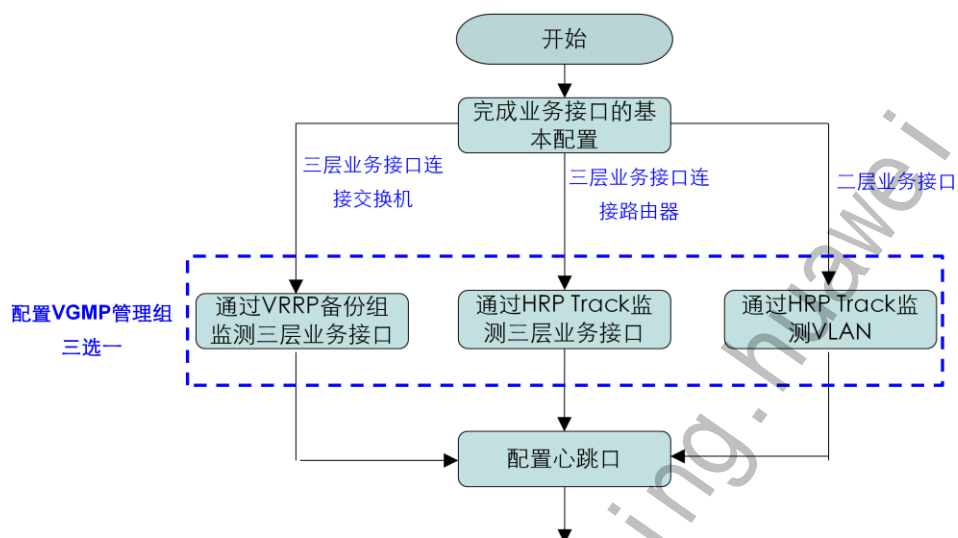 开始
完成业务接口的基
本配置
三层业务接口连
接交换机
三层业务接口连
接路由器
二层业务接口
配置VGMP管理组
三选一
通过VRRP备份组
监测三层业务接口
通过HRP Track监
测三层业务接口
通过HRP Track监
测VLAN
配置心跳口
ing.huawei